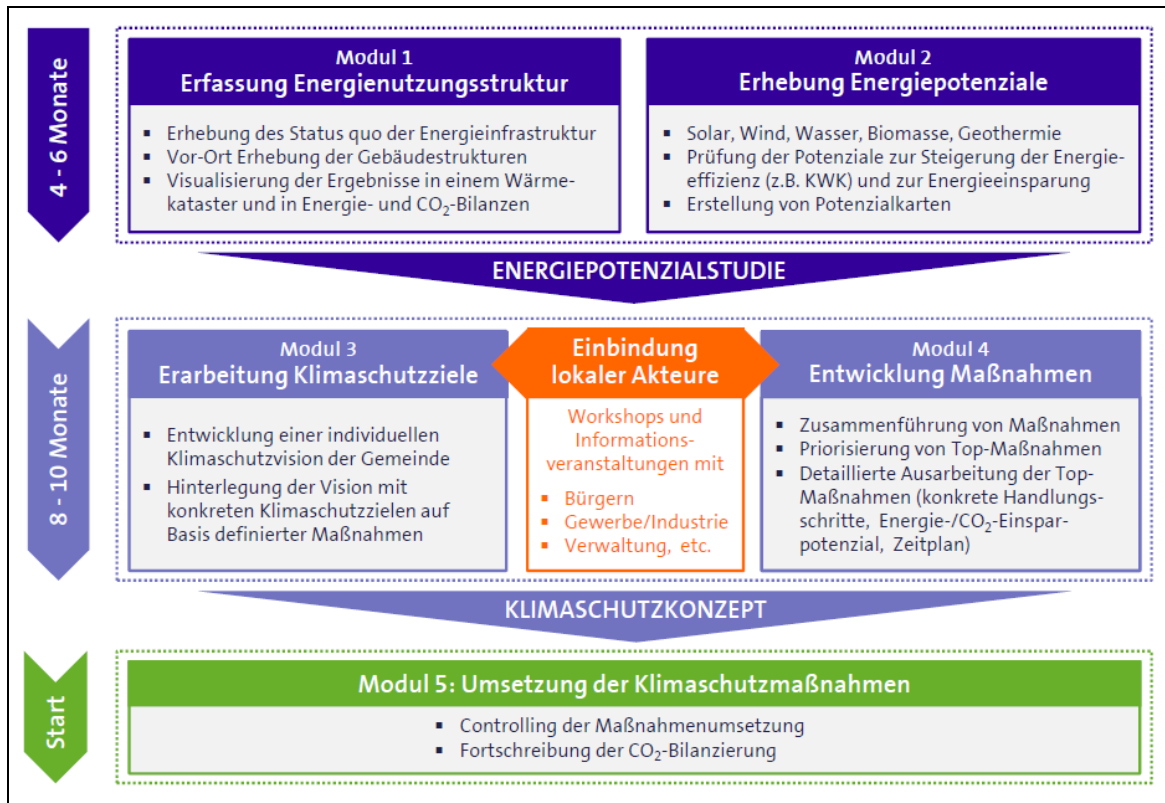 4 - 6 Monate
Modul 1
Erfassung Energienutzungsstruktur
▪ Erhebung des Status quo der Energieinfrastruktur
▪ Vor-Ort Erhebung der Gebäudestrukturen
▪ Visualisierung der Ergebnisse in einem Wärme-
kataster und in Energie- und CO₂-Bilanzen
Modul 2
Erhebung Energiepotenziale
▪ Solar, Wind, Wasser, Biomasse, Geothermie
▪ Prüfung der Potenziale zur Steigerung der Energie-
effizienz (z.B. KWK) und zur Energieeinsparung
▪ Erstellung von Potenzialkarten
ENERGIEPOTENZIALSTUDIE
8 - 10 Monate
Modul 3
Erarbeitung Klimaschutzziele
▪ Entwicklung einer individuellen
Klimaschutzvision der Gemeinde
▪ Hinterlegung der Vision mit
konkreten Klimaschutzzielen auf
Basis definierter Maßnahmen
Einbindung
lokaler Akteure
Workshops und
Informations-
veranstaltungen mit
▪ Bürgern
▪ Gewerbe/Industrie
▪ Verwaltung, etc.
Modul 4
Entwicklung Maßnahmen
▪ Zusammenführung von Maßnahmen
▪ Priorisierung von Top-Maßnahmen
▪ Detaillierte Ausarbeitung der Top-
Maßnahmen (konkrete Handlungs-
schritte, Energie-/CO₂-Einspar-
potenzial, Zeitplan)
KLIMASCHUTZKONZEPT
Start
Modul 5: Umsetzung der Klimaschutzmaßnahmen
▪ Controlling der Maßnahmenumsetzung
▪ Fortschreibung der CO₂-Bilanzierung